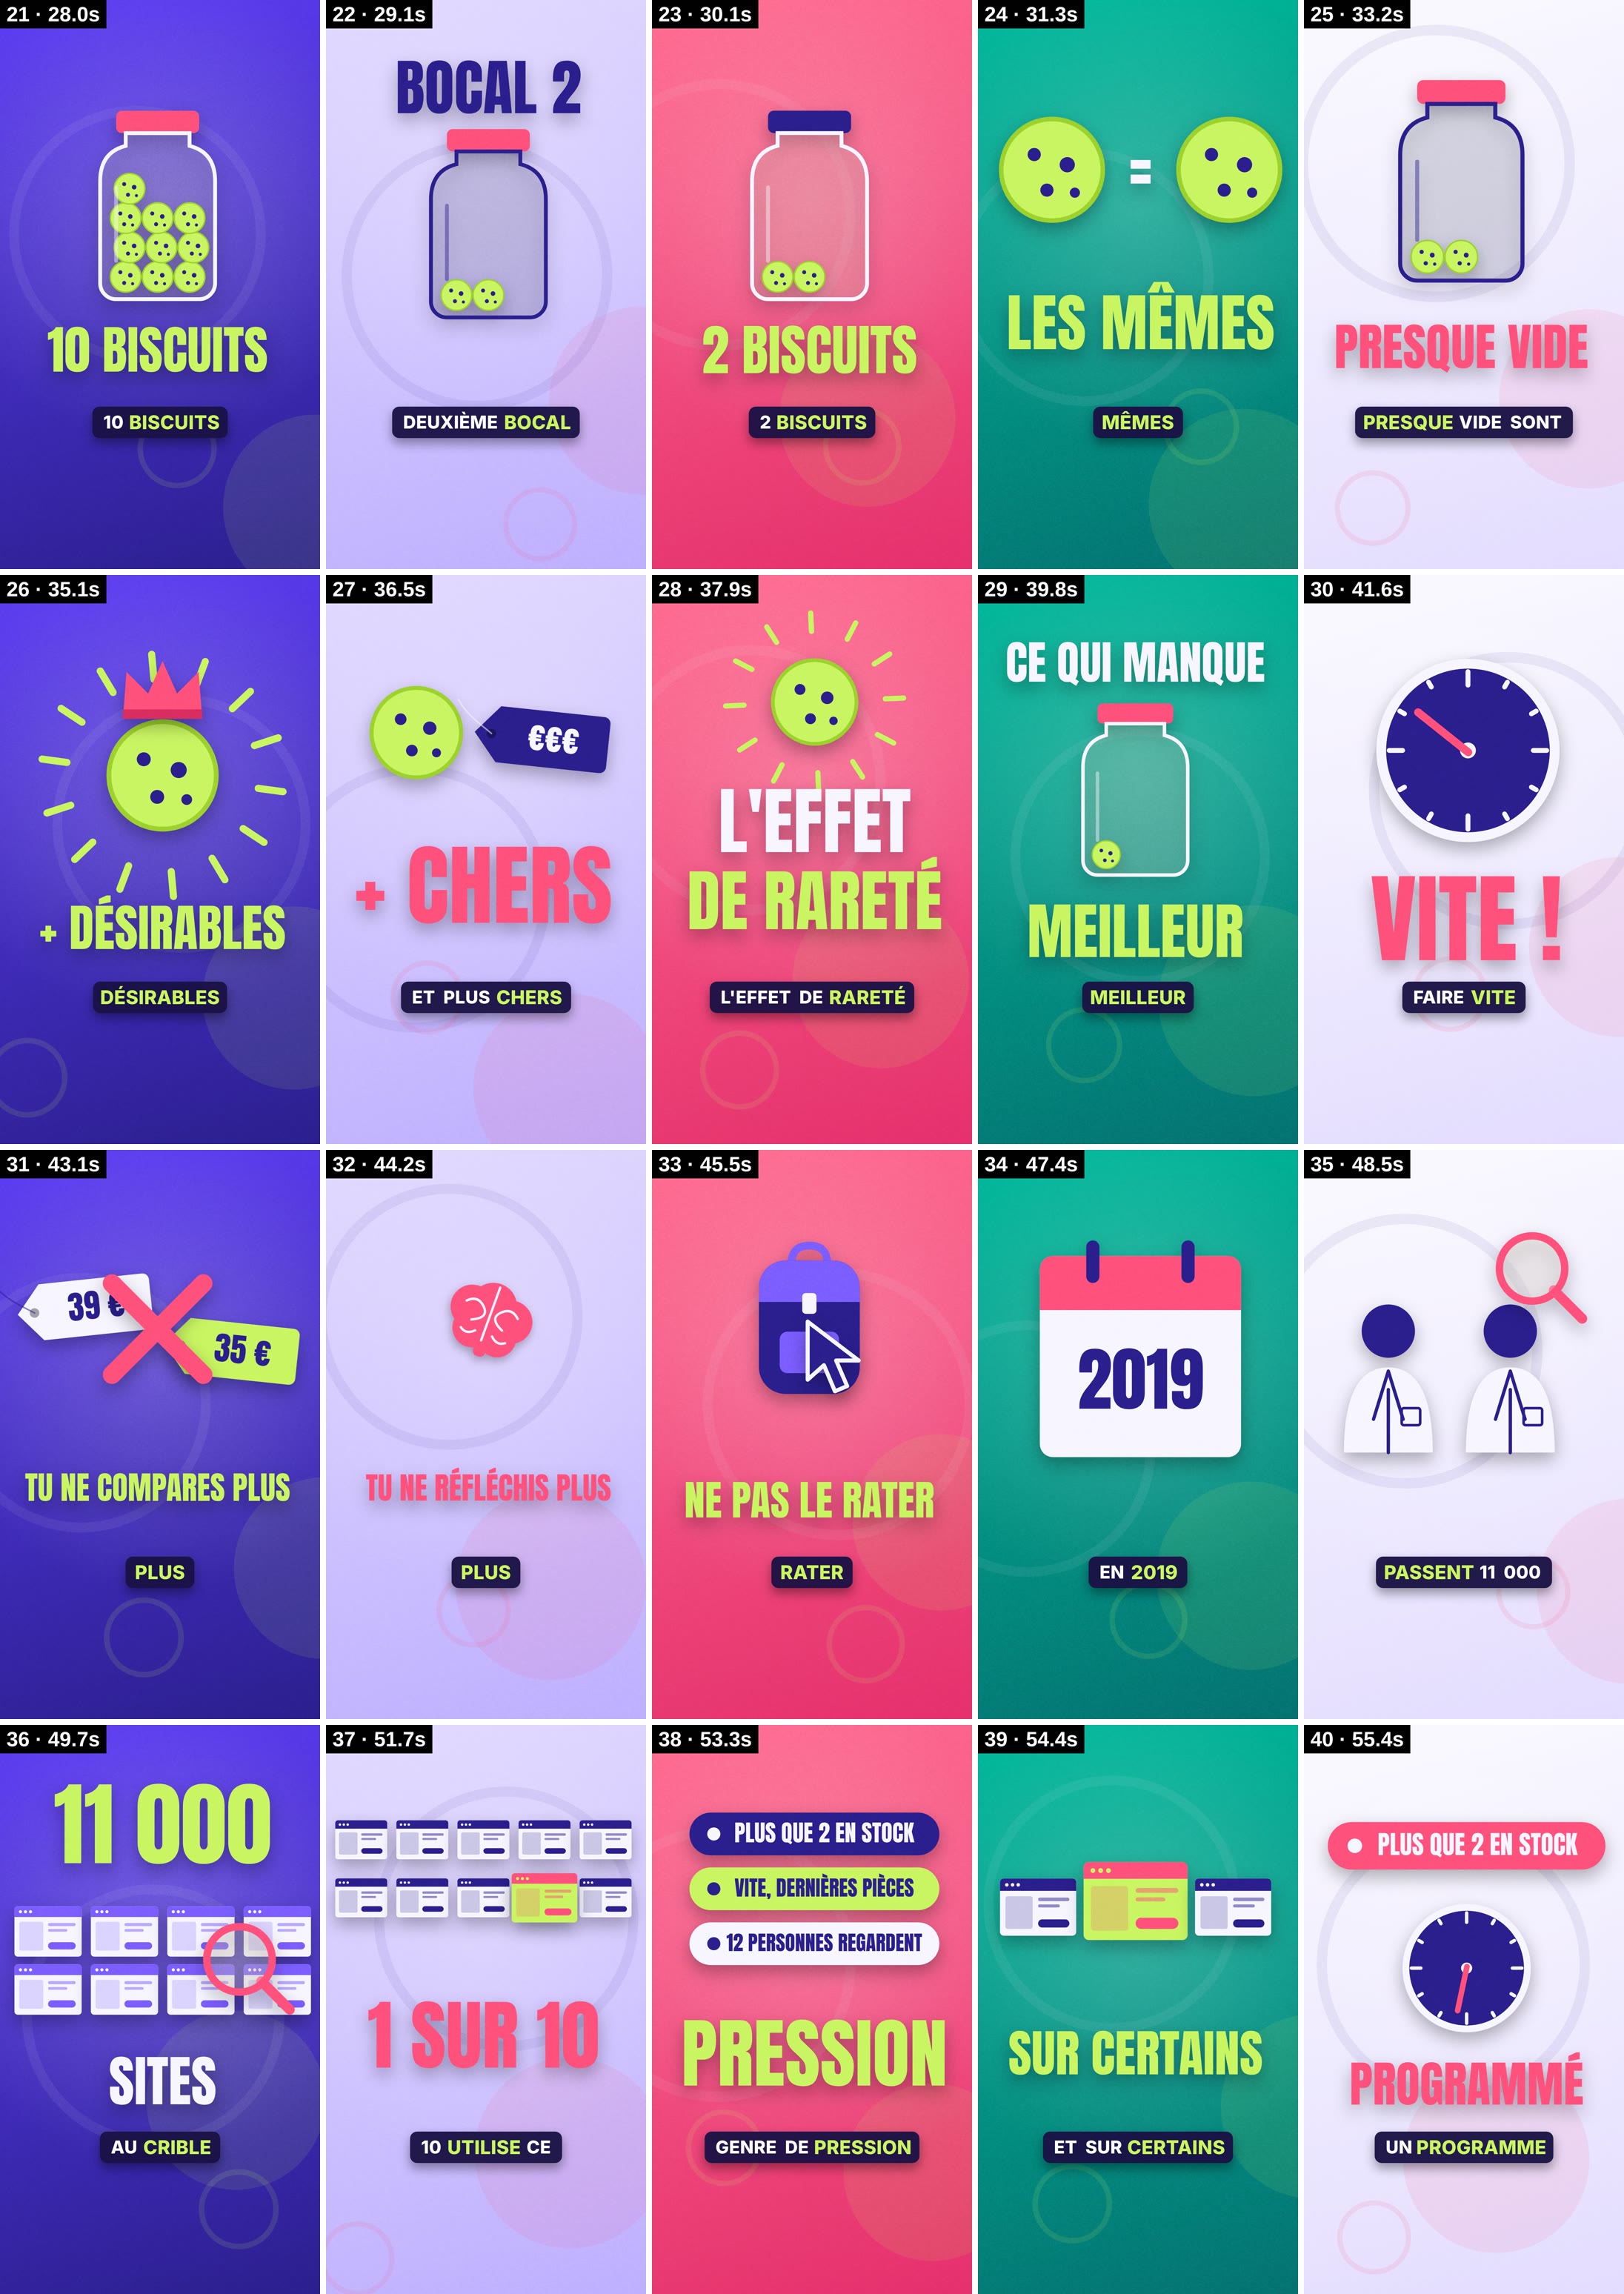 21 · 28.0s
10 BISCUITS
10 BISCUITS
22 · 29.1s
BOCAL 2
DEUXIÈME BOCAL
23 · 30.1s
2 BISCUITS
2 BISCUITS
24 · 31.3s
=
LES MÊMES
MÊMES
25 · 33.2s
PRESQUE VIDE
PRESQUE VIDE SONT
26 · 35.1s
+ DÉSIRABLES
DÉSIRABLES
27 · 36.5s
€€€
+ CHERS
ET PLUS CHERS
28 · 37.9s
L'EFFET
DE RARETÉ
L'EFFET DE RARETÉ
29 · 39.8s
CE QUI MANQUE
MEILLEUR
MEILLEUR
30 · 41.6s
VITE !
FAIRE VITE
31 · 43.1s
39 €
35 €
TU NE COMPARES PLUS
PLUS
32 · 44.2s
TU NE RÉFLÉCHIS PLUS
PLUS
33 · 45.5s
NE PAS LE RATER
RATER
34 · 47.4s
2019
EN 2019
35 · 48.5s
PASSENT 11 000
36 · 49.7s
11 000
SITES
AU CRIBLE
37 · 51.7s
1 SUR 10
10 UTILISE CE
38 · 53.3s
PLUS QUE 2 EN STOCK
VITE, DERNIÈRES PIÈCES
12 PERSONNES REGARDENT
PRESSION
GENRE DE PRESSION
39 · 54.4s
SUR CERTAINS
ET SUR CERTAINS
40 · 55.4s
PLUS QUE 2 EN STOCK
PROGRAMMÉ
UN PROGRAMME